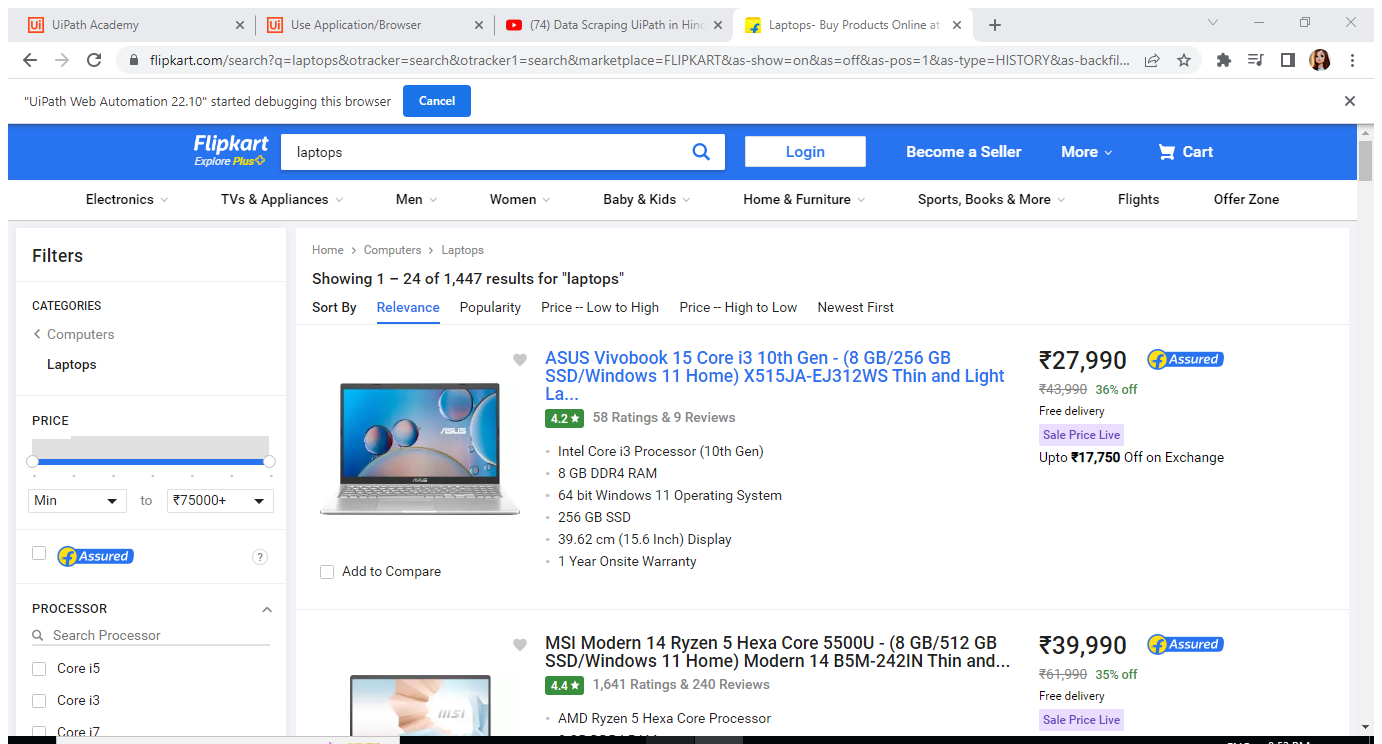 UiPath Academy
Use Application/Browser
(74) Data Scraping UiPath in Hind
Laptops- Buy Products Online at
flipkart.com/search?q=laptops&otracker=search&otracker1=search&marketplace=FLIPKART&as-show=on&as=off&as-pos=1&as-type=HISTORY&as-backfil...
"UiPath Web Automation 22.10" started debugging this browser
Cancel
Flipkart
Explore Plus
laptops
Login
Become a Seller
More
Cart
Electronics
TVs & Appliances
Men
Women
Baby & Kids
Home & Furniture
Sports, Books & More
Flights
Offer Zone
Filters
CATEGORIES
Computers
Laptops
PRICE
Min
to
₹75000+
Assured
?
PROCESSOR
Search Processor
Core i5
Core i3
Core i7
Home > Computers > Laptops
Showing 1 – 24 of 1,447 results for "laptops"
Sort By
Relevance
Popularity
Price -- Low to High
Price -- High to Low
Newest First
ASUS
ASUS Vivobook 15 Core i3 10th Gen - (8 GB/256 GB
SSD/Windows 11 Home) X515JA-EJ312WS Thin and Light
La...
4.2★ 58 Ratings & 9 Reviews
Intel Core i3 Processor (10th Gen)
8 GB DDR4 RAM
64 bit Windows 11 Operating System
256 GB SSD
39.62 cm (15.6 Inch) Display
1 Year Onsite Warranty
Add to Compare
₹27,990
Assured
₹43,990 36% off
Free delivery
Sale Price Live
Upto ₹17,750 Off on Exchange
msi
MSI Modern 14 Ryzen 5 Hexa Core 5500U - (8 GB/512 GB
SSD/Windows 11 Home) Modern 14 B5M-242IN Thin and...
4.4★ 1,641 Ratings & 240 Reviews
AMD Ryzen 5 Hexa Core Processor
₹39,990
Assured
₹61,990 35% off
Free delivery
Sale Price Live